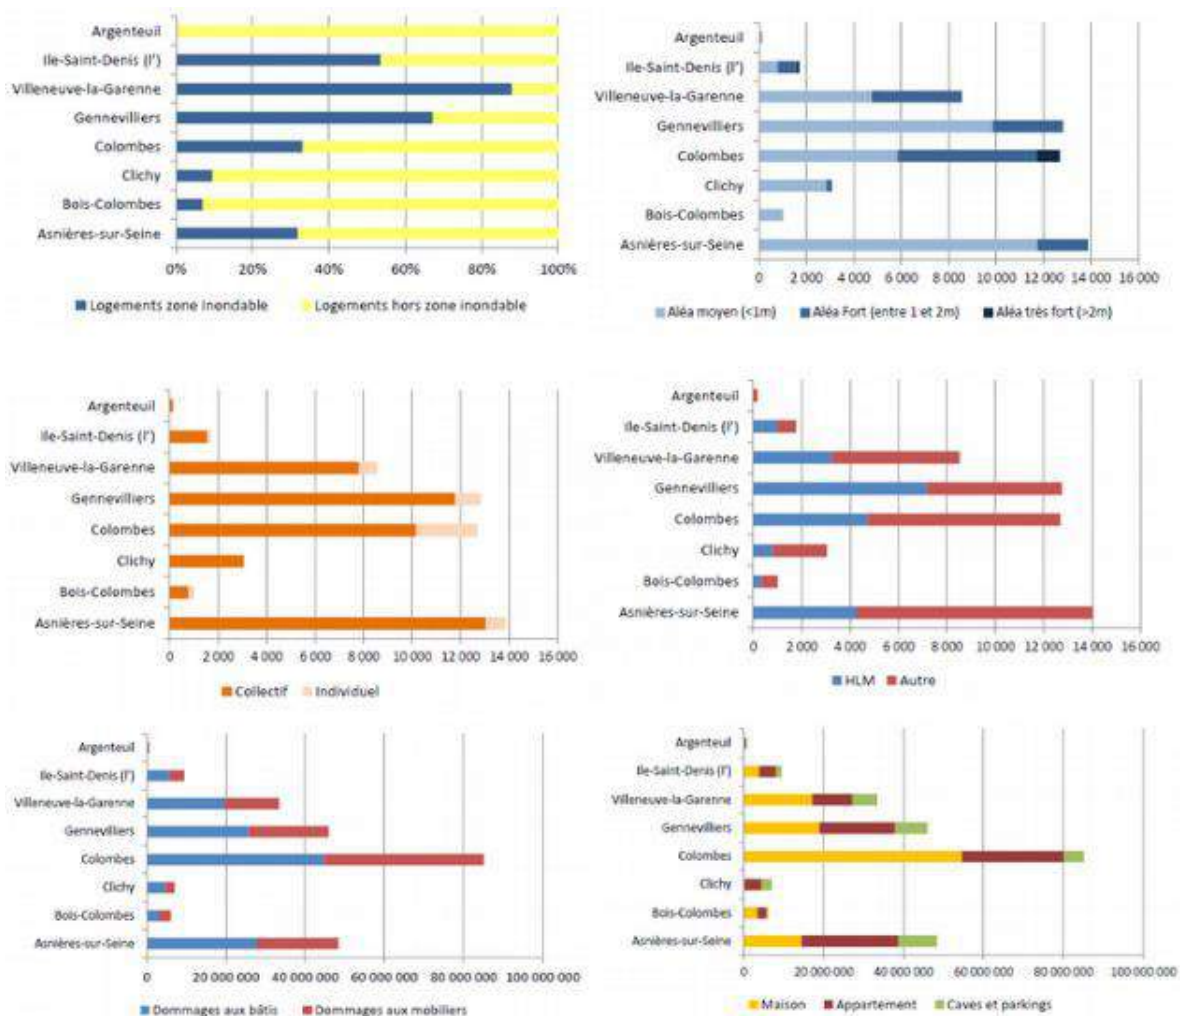 Argenteuil
Ile-Saint-Denis (l')
Villeneuve-la-Garenne
Gennevilliers
Colombes
Clichy
Bois-Colombes
Asnières-sur-Seine
0% 20% 40% 60% 80% 100%
Logements zone inondable Logements hors zone inondable
Argenteuil
Ile-Saint-Denis (l')
Villeneuve-la-Garenne
Gennevilliers
Colombes
Clichy
Bois-Colombes
Asnières-sur-Seine
0 2 000 4 000 6 000 8 000 10 000 12 000 14 000 16 000
Aléa moyen (<1m) Aléa Fort (entre 1 et 2m) Aléa très fort (>2m)
Argenteuil
Ile-Saint-Denis (l')
Villeneuve-la-Garenne
Gennevilliers
Colombes
Clichy
Bois-Colombes
Asnières-sur-Seine
0 2 000 4 000 6 000 8 000 10 000 12 000 14 000 16 000
Collectif Individuel
Argenteuil
Ile-Saint-Denis (l')
Villeneuve-la-Garenne
Gennevilliers
Colombes
Clichy
Bois-Colombes
Asnières-sur-Seine
0 2 000 4 000 6 000 8 000 10 000 12 000 14 000 16 000
HLM Autre
Argenteuil
Ile-Saint-Denis (l')
Villeneuve-la-Garenne
Gennevilliers
Colombes
Clichy
Bois-Colombes
Asnières-sur-Seine
0 20 000 000 40 000 000 60 000 000 80 000 000 100 000 000
Dommages aux bâtis Dommages aux mobiliers
Argenteuil
Ile-Saint-Denis (l')
Villeneuve-la-Garenne
Gennevilliers
Colombes
Clichy
Bois-Colombes
Asnières-sur-Seine
0 20 000 000 40 000 000 60 000 000 80 000 000 100 000 000
Maison Appartement Caves et parkings